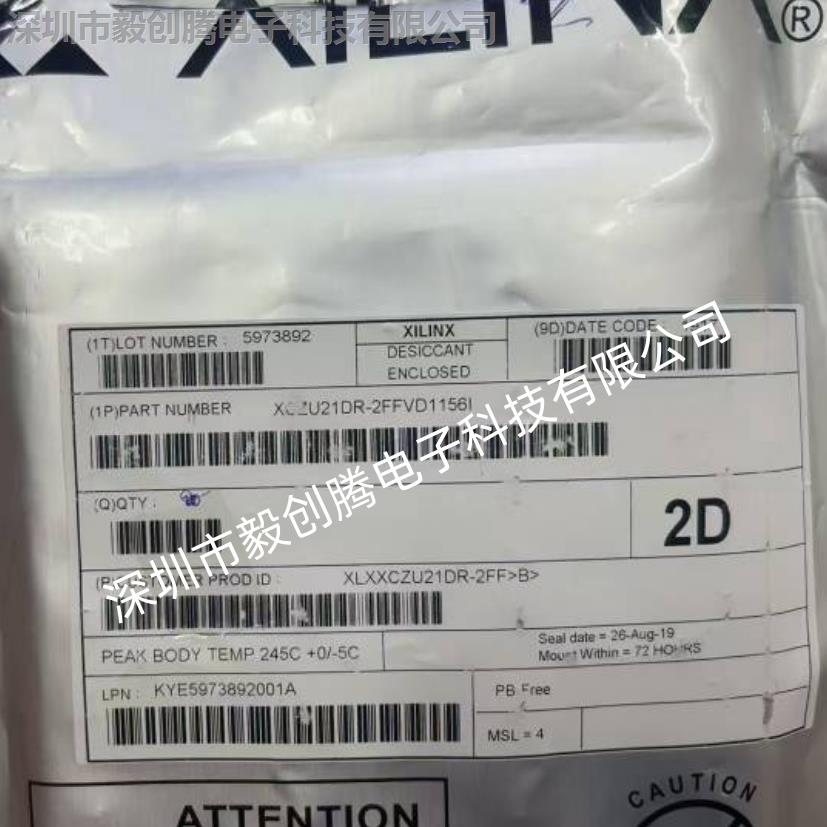 深圳市毅创腾电子科技有限公司
XILINX®
(1T)LOT NUMBER : 5973892
XILINX
DESICCANT
ENCLOSED
(9D)DATE CODE
(1P)PART NUMBER XCZU21DR-2FFVD1156I
(Q)QTY :
2D
深圳市毅创腾电子科技有限公司
CUSTOMER PROD ID : XLXXCZU21DR-2FF>B>
PEAK BODY TEMP 245C +0/-5C
Seal date = 26-Aug-19
Mount Within = 72 HOURS
LPN : KYE5973892001A
PB Free
MSL = 4
ATTENTION
CAUTION